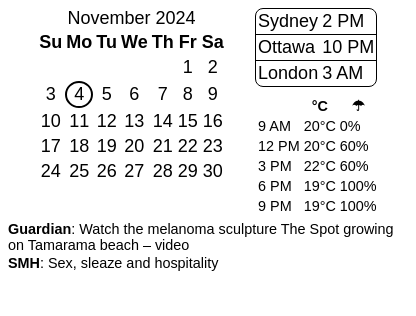 November 2024
Su Mo Tu We Th Fr Sa
1 2
3 4 5 6 7 8 9
10 11 12 13 14 15 16
17 18 19 20 21 22 23
24 25 26 27 28 29 30
Sydney 2 PM
Ottawa 10 PM
London 3 AM
°C ☂
9 AM 20°C 0%
12 PM 20°C 60%
3 PM 22°C 60%
6 PM 19°C 100%
9 PM 19°C 100%
Guardian: Watch the melanoma sculpture The Spot growing
on Tamarama beach – video
SMH: Sex, sleaze and hospitality